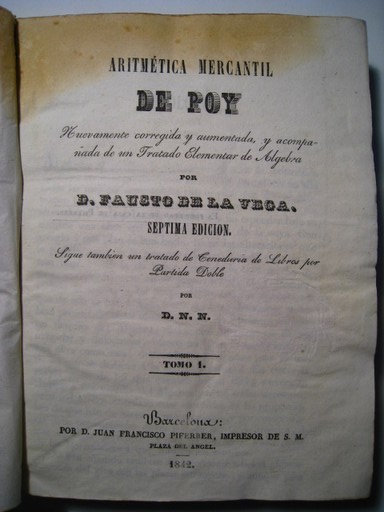 ARITMÉTICA MERCANTIL
DE POY
Nuevamente corregida y aumentada, y acompa-
ñada de un Tratado Elementar de Algebra
POR
D. FAUSTO DE LA VEGA.
SEPTIMA EDICION.
Sigue tambien un tratado de Teneduria de Libros por
Partida Doble
POR
D. N. N.
TOMO I.
Barcelona:
POR D. JUAN FRANCISCO PIFERRER, IMPRESOR DE S. M.
PLAZA DEL ANGEL.
1842.